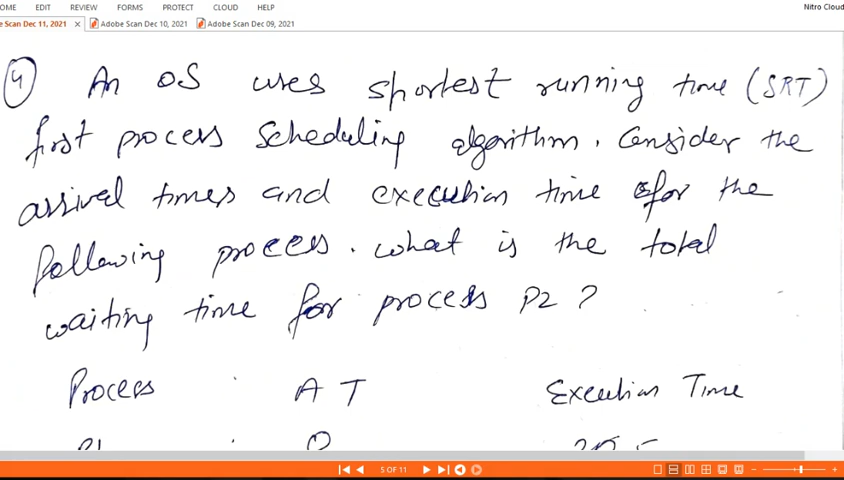 OME EDIT REVIEW FORMS PROTECT CLOUD HELP Nitro Cloud
e Scan Dec 11, 2021 × Adobe Scan Dec 10, 2021 Adobe Scan Dec 09, 2021
4 An OS uses shortest running time (SRT)
first process scheduling algorithm. Consider the
arrival times and execution time for the
following process. what is the total
waiting time for process P2?
Process A T Execution Time
P1 0
5 OF 11